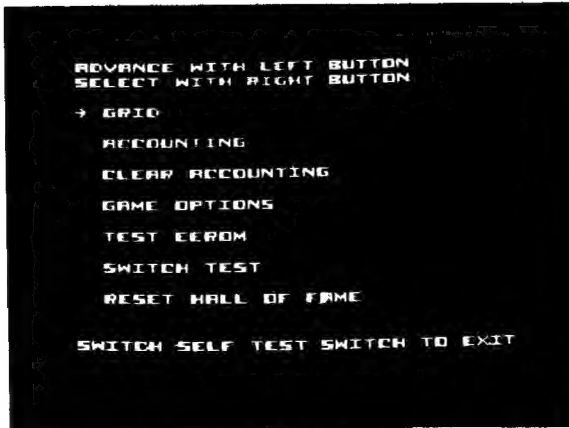 ADVANCE WITH LEFT BUTTON
SELECT WITH RIGHT BUTTON
→ GRID
ACCOUNTING
CLEAR ACCOUNTING
GAME OPTIONS
TEST EEROM
SWITCH TEST
RESET HALL OF FAME
SWITCH SELF TEST SWITCH TO EXIT